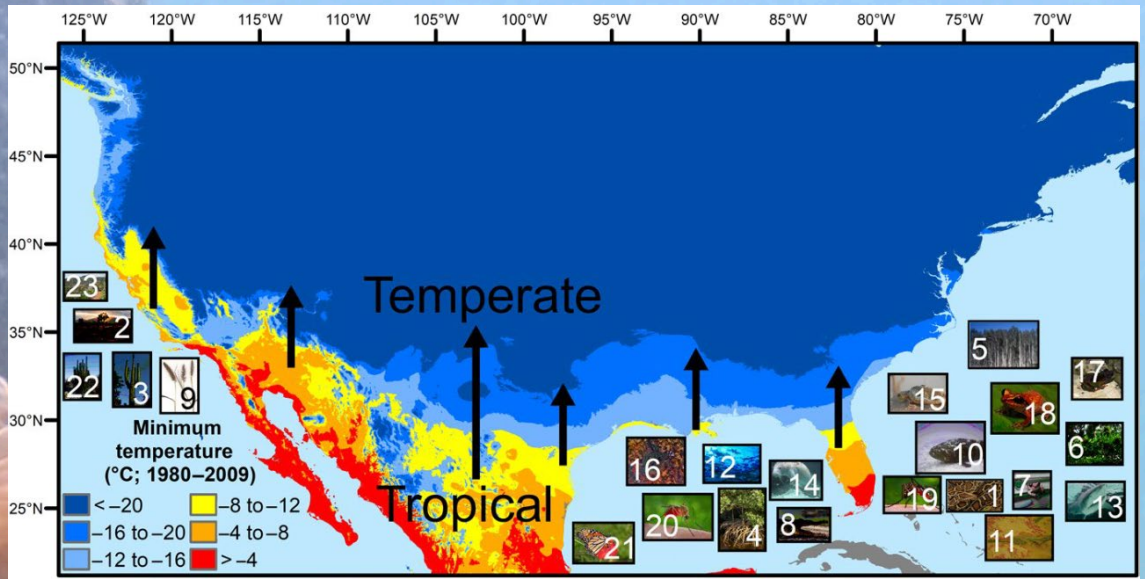 125°W 120°W 115°W 110°W 105°W 100°W 95°W 90°W 85°W 80°W 75°W 70°W
50°N
45°N
40°N
35°N
30°N
25°N
Temperate
Tropical
23
2
22 3 9
Minimum
temperature
(°C; 1980–2009)
< –20
–16 to –20
–12 to –16
–8 to –12
–4 to –8
> –4
5
17
15
18
6
10
16 12 14
19 1 7 13
20 4 8
21
11